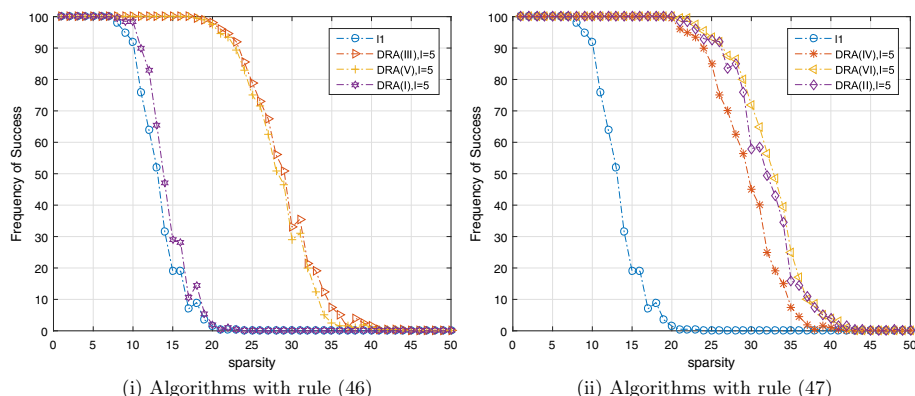 100
90
80
70
60
50
40
30
20
10
0
Frequency of Success
l1
DRA(III),I=5
DRA(V),I=5
DRA(I),I=5
0 5 10 15 20 25 30 35 40 45 50
sparsity
(i) Algorithms with rule (46)
100
90
80
70
60
50
40
30
20
10
0
Frequency of Success
l1
DRA(IV),I=5
DRA(VI),I=5
DRA(II),I=5
0 5 10 15 20 25 30 35 40 45 50
sparsity
(ii) Algorithms with rule (47)